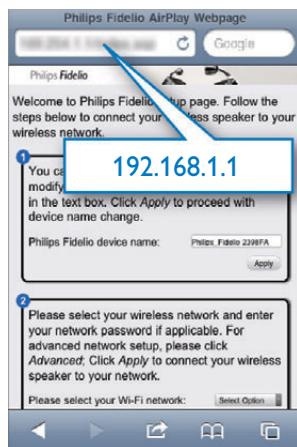 Philips Fidelio AirPlay Webpage
Google
Philips Fidelio
Welcome to Philips Fidelio up page. Follow the
steps below to connect your less speaker to your
wireless network.
192.168.1.1
1
You ca
modify
in the text box. Click Apply to proceed with
device name change.
Philips Fidelio device name:
Philips_Fidelio 2398FA
Apply
2
Please select your wireless network and enter
your network password if applicable. For
advanced network setup, please click
Advanced; Click Apply to connect your wireless
speaker to your network.
Please select your Wi-Fi network:
Select Option